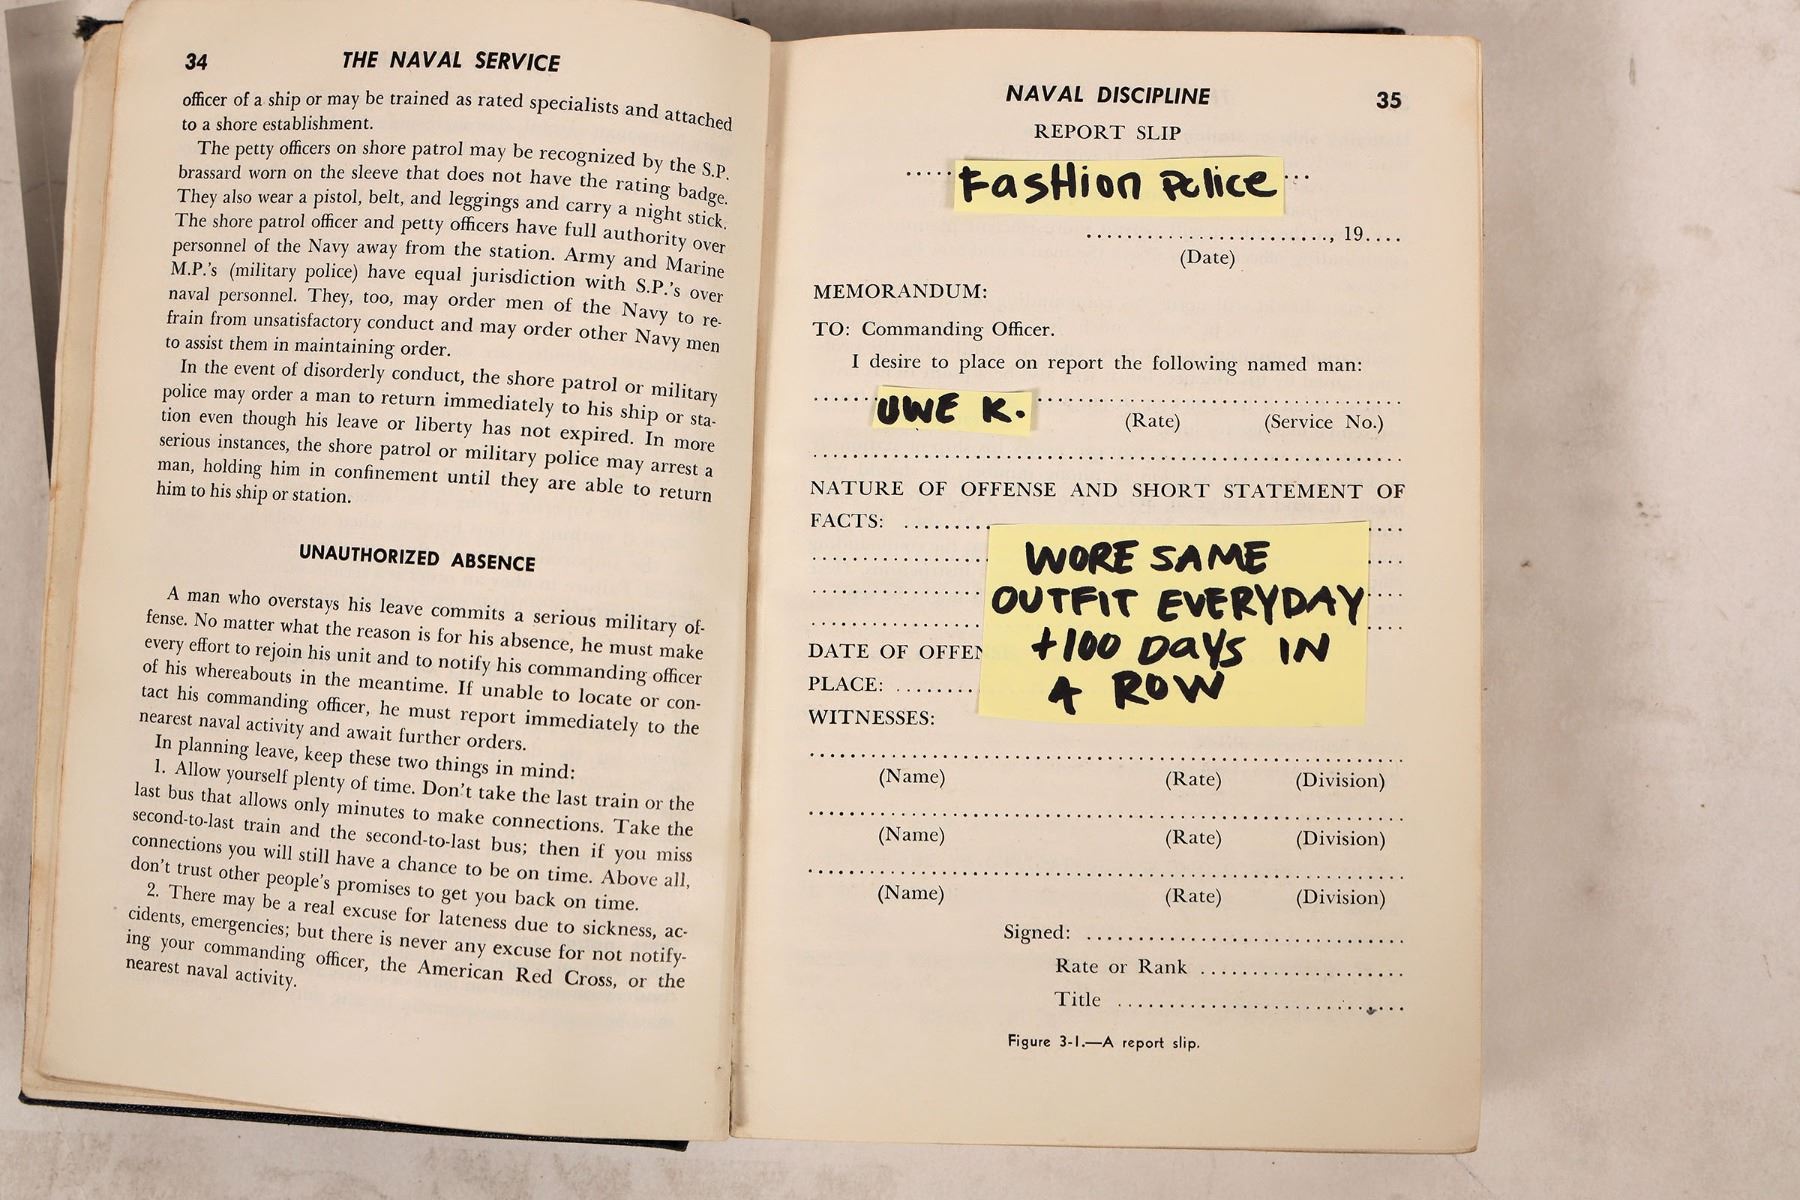 34 THE NAVAL SERVICE
officer of a ship or may be trained as rated specialists and attached
to a shore establishment.
The petty officers on shore patrol may be recognized by the S.P.
brassard worn on the sleeve that does not have the rating badge.
They also wear a pistol, belt, and leggings and carry a night stick.
The shore patrol officer and petty officers have full authority over
personnel of the Navy away from the station. Army and Marine
M.P.'s (military police) have equal jurisdiction with S.P.'s over
naval personnel. They, too, may order men of the Navy to re-
frain from unsatisfactory conduct and may order other Navy men
to assist them in maintaining order.
In the event of disorderly conduct, the shore patrol or military
police may order a man to return immediately to his ship or sta-
tion even though his leave or liberty has not expired. In more
serious instances, the shore patrol or military police may arrest a
man, holding him in confinement until they are able to return
him to his ship or station.
UNAUTHORIZED ABSENCE
A man who overstays his leave commits a serious military of-
fense. No matter what the reason is for his absence, he must make
every effort to rejoin his unit and to notify his commanding officer
of his whereabouts in the meantime. If unable to locate or con-
tact his commanding officer, he must report immediately to the
nearest naval activity and await further orders.
In planning leave, keep these two things in mind:
1. Allow yourself plenty of time. Don't take the last train or the
last bus that allows only minutes to make connections. Take the
second-to-last train and the second-to-last bus; then if you miss
connections you will still have a chance to be on time. Above all,
don't trust other people's promises to get you back on time.
2. There may be a real excuse for lateness due to sickness, ac-
cidents, emergencies; but there is never any excuse for not notify-
ing your commanding officer, the American Red Cross, or the
nearest naval activity.
NAVAL DISCIPLINE 35
REPORT SLIP
..... Fashion Police ...
......................., 19....
(Date)
MEMORANDUM:
TO: Commanding Officer.
I desire to place on report the following named man:
UWE K.
(Rate) (Service No.)
NATURE OF OFFENSE AND SHORT STATEMENT OF
FACTS: .........
WORE SAME
OUTFIT EVERYDAY
+100 DAYS IN
A ROW
DATE OF OFFEN
PLACE: ........
WITNESSES:
(Name) (Rate) (Division)
(Name) (Rate) (Division)
(Name) (Rate) (Division)
Signed: ..............................
Rate or Rank ...................
Title ...........................
Figure 3-1.—A report slip.